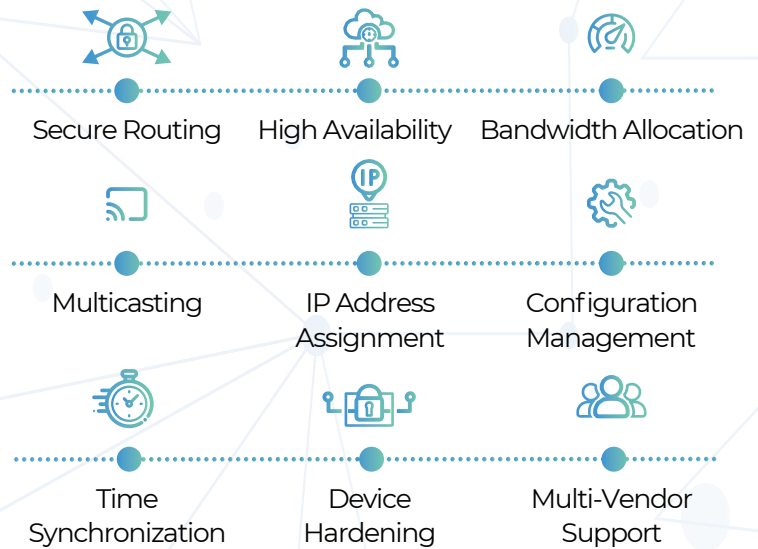 Secure Routing
High Availability
Bandwidth Allocation
IP
Multicasting
IP Address
Assignment
Configuration
Management
Time
Synchronization
Device
Hardening
Multi-Vendor
Support